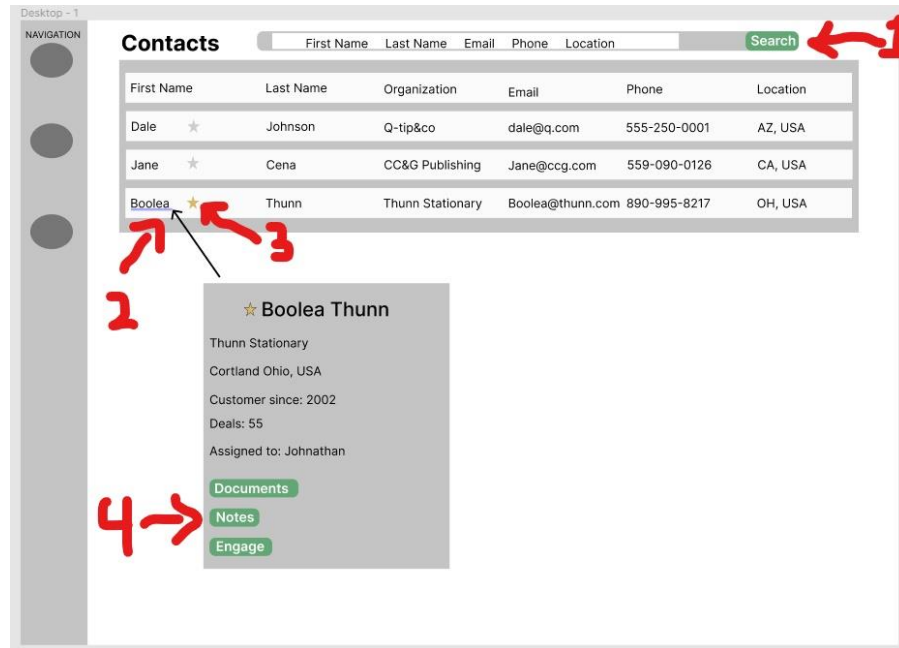 Desktop - 1
NAVIGATION
Contacts
First Name Last Name Email Phone Location
Search
1
First Name Last Name Organization Email Phone Location
Dale Johnson Q-tip&co dale@q.com 555-250-0001 AZ, USA
Jane Cena CC&G Publishing Jane@ccg.com 559-090-0126 CA, USA
Boolea Thunn Thunn Stationary Boolea@thunn.com 890-995-8217 OH, USA
3
2
Boolea Thunn
Thunn Stationary
Cortland Ohio, USA
Customer since: 2002
Deals: 55
Assigned to: Johnathan
Documents
4
Notes
Engage